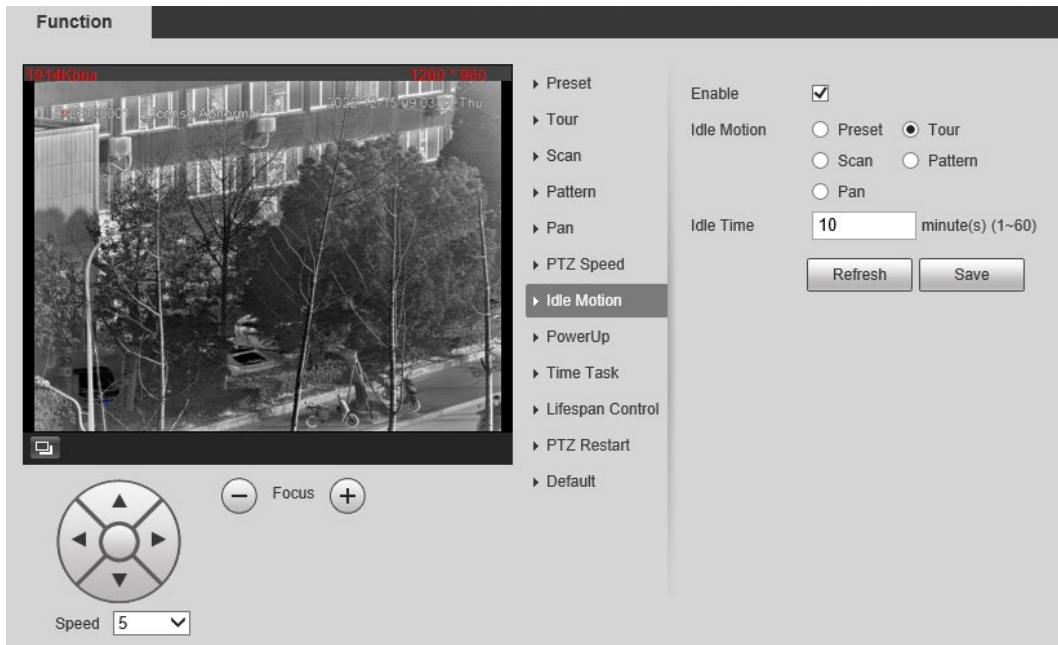 Function
1914Kbps 1280 * 960
License Abnormal
Preset
Tour
Scan
Pattern
Pan
PTZ Speed
Idle Motion
PowerUp
Time Task
Lifespan Control
PTZ Restart
Default
Enable
Idle Motion Preset Tour
Scan Pattern
Pan
Idle Time 10 minute(s) (1~60)
Refresh Save
Focus
Speed 5